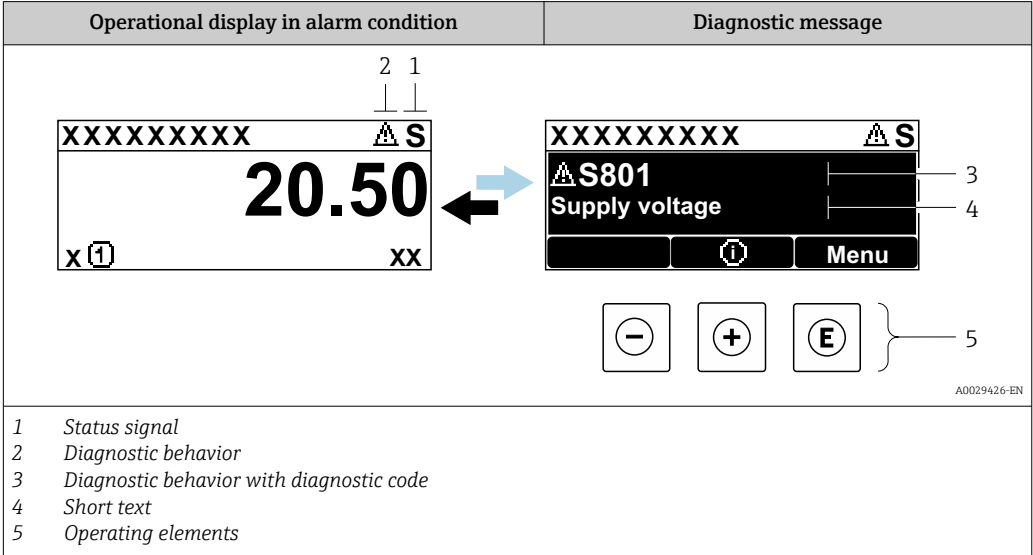 Operational display in alarm condition
Diagnostic message
2 1
XXXXXXXXX S
20.50
x 1 xx
XXXXXXXXX S
S801
3
Supply voltage
4
i Menu
- + E
5
A0029426-EN
1 Status signal
2 Diagnostic behavior
3 Diagnostic behavior with diagnostic code
4 Short text
5 Operating elements